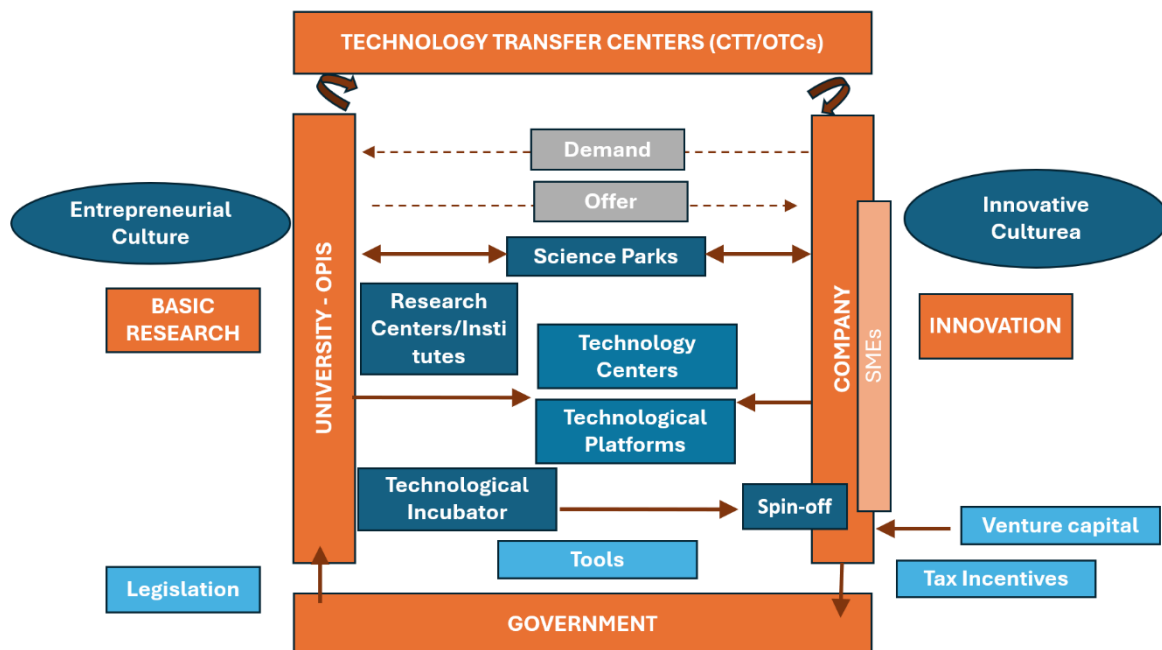 TECHNOLOGY TRANSFER CENTERS (CTT/OTCs)
Demand
Offer
Entrepreneurial
Culture
Innovative
Culturea
Science Parks
BASIC
RESEARCH
UNIVERSITY - OPIS
Research
Centers/Insti
tutes
Technology
Centers
Technological
Platforms
COMPANY
SMEs
INNOVATION
Technological
Incubator
Spin-off
Venture capital
Tools
Legislation
Tax Incentives
GOVERNMENT